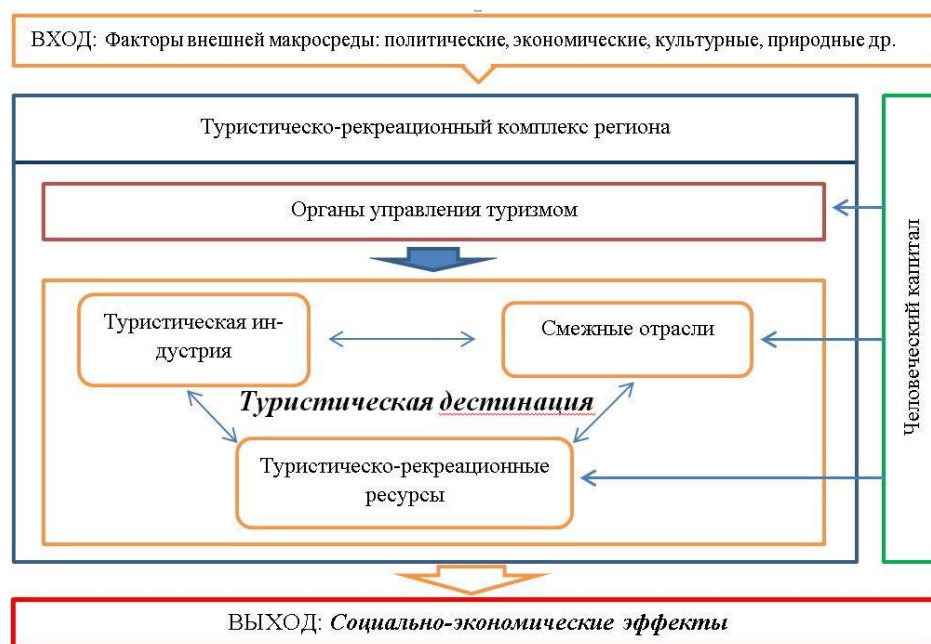 ВХОД: Факторы внешней макросреды: политические, экономические, культурные, природные др.
Туристическо-рекреационный комплекс региона
Органы управления туризмом
Туристическая ин-
дустрия
Смежные отрасли
Туристическая дестинация
Туристическо-рекреационные
ресурсы
Человеческий капитал
ВЫХОД: Социально-экономические эффекты